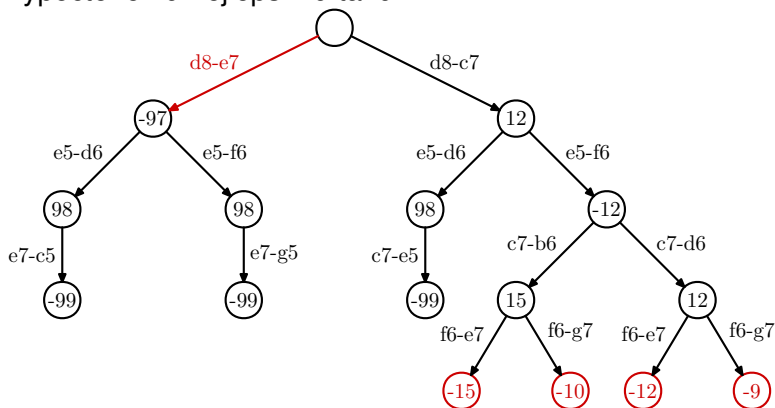 d8-e7 d8-c7
-97 12
e5-d6 e5-f6 e5-d6 e5-f6
98 98 98 -12
e7-c5 e7-g5 c7-e5 c7-b6 c7-d6
-99 -99 -99 15 12
f6-e7 f6-g7 f6-e7 f6-g7
-15 -10 -12 -9